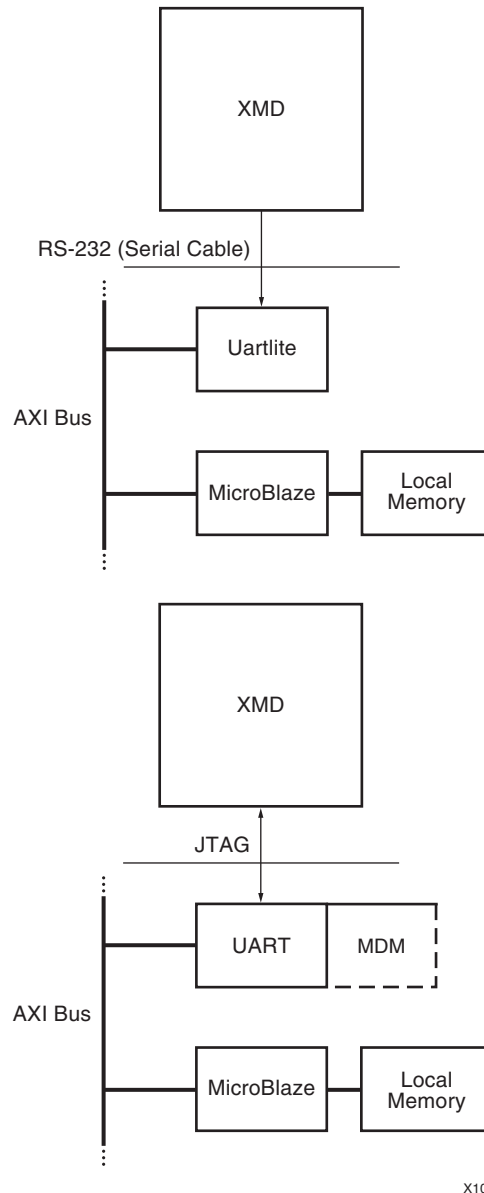 XMD
RS-232 (Serial Cable)
Uartlite
AXI Bus
MicroBlaze
Local
Memory
XMD
JTAG
UART
MDM
AXI Bus
MicroBlaze
Local
Memory
X10